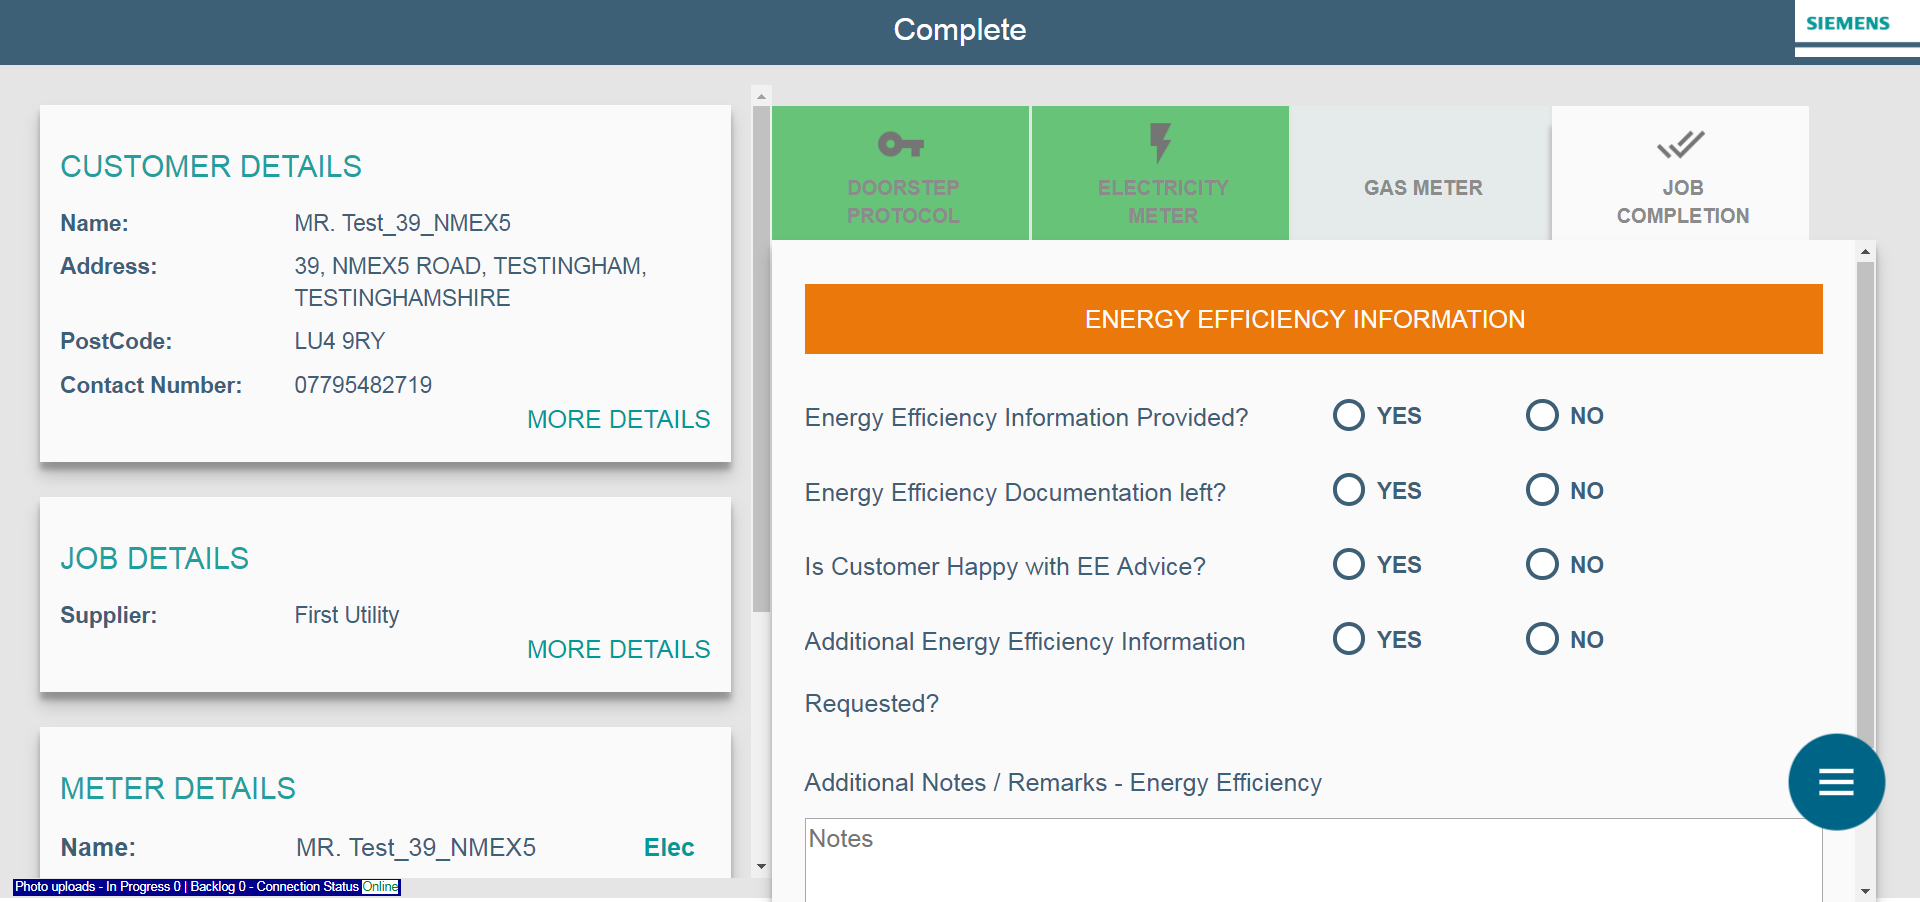 Complete
SIEMENS
CUSTOMER DETAILS
Name: MR. Test_39_NMEX5
Address: 39, NMEX5 ROAD, TESTINGHAM,
TESTINGHAMSHIRE
PostCode: LU4 9RY
Contact Number: 07795482719
MORE DETAILS
JOB DETAILS
Supplier: First Utility
MORE DETAILS
METER DETAILS
Name: MR. Test_39_NMEX5 Elec
Photo uploads - In Progress 0 | Backlog 0 - Connection Status Online
DOORSTEP
PROTOCOL
ELECTRICITY
METER
GAS METER
JOB
COMPLETION
ENERGY EFFICIENCY INFORMATION
Energy Efficiency Information Provided? YES NO
Energy Efficiency Documentation left? YES NO
Is Customer Happy with EE Advice? YES NO
Additional Energy Efficiency Information YES NO
Requested?
Additional Notes / Remarks - Energy Efficiency
Notes